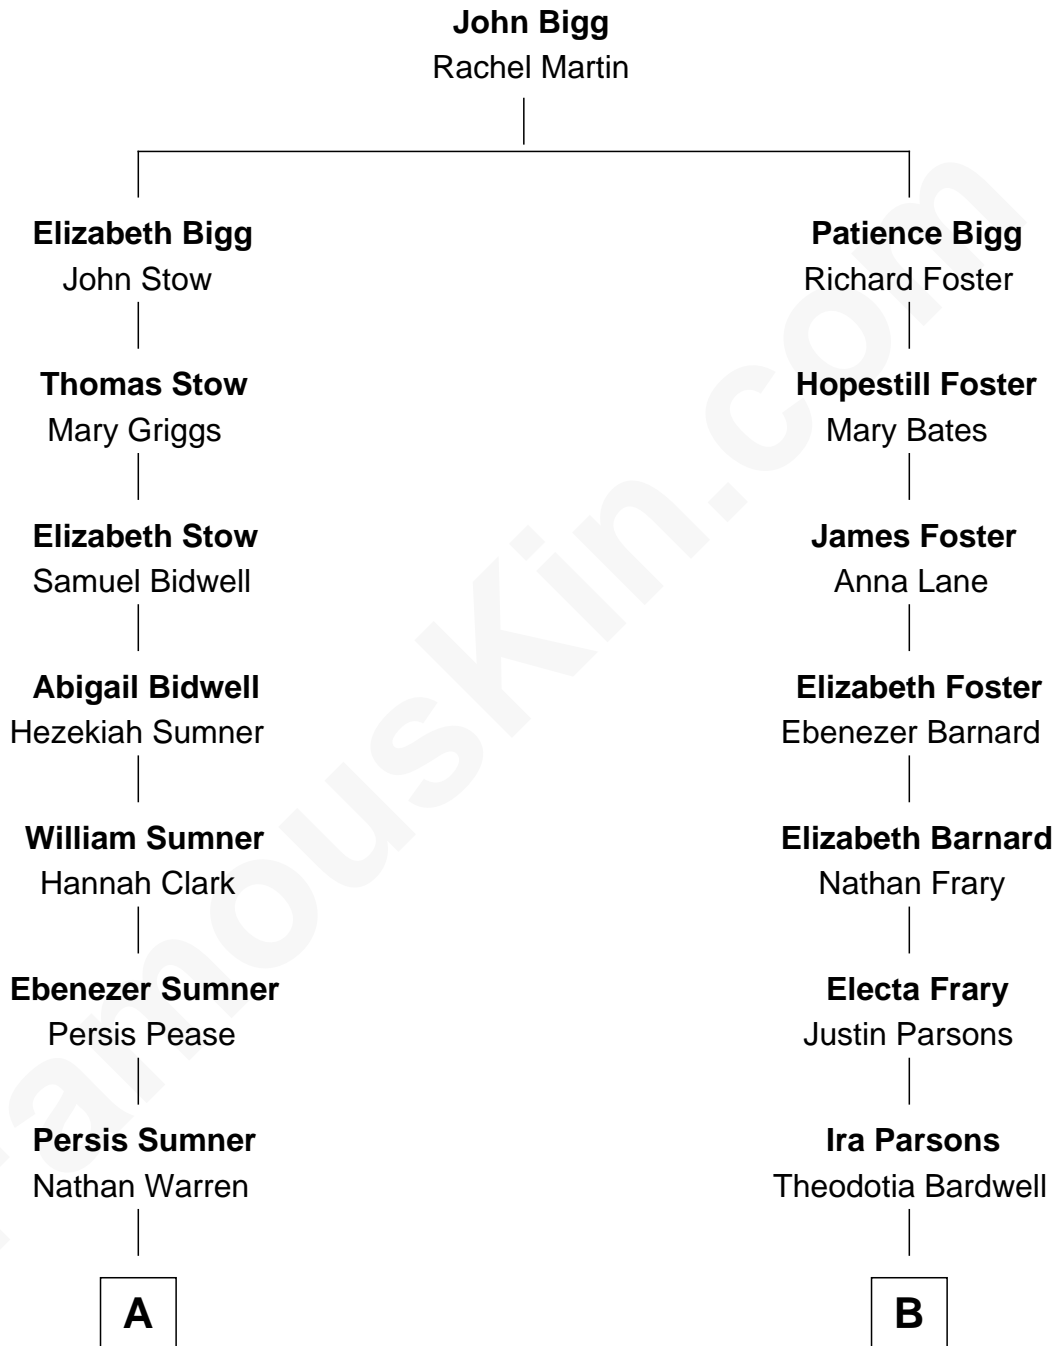 John Bigg
Rachel Martin
Elizabeth Bigg
John Stow
Patience Bigg
Richard Foster
Thomas Stow
Mary Griggs
Hopestill Foster
Mary Bates
Elizabeth Stow
Samuel Bidwell
James Foster
Anna Lane
Abigail Bidwell
Hezekiah Sumner
Elizabeth Foster
Ebenezer Barnard
William Sumner
Hannah Clark
Elizabeth Barnard
Nathan Frary
Ebenezer Sumner
Persis Pease
Electa Frary
Justin Parsons
Persis Sumner
Nathan Warren
Ira Parsons
Theodotia Bardwell
A
B
FamousKin.com